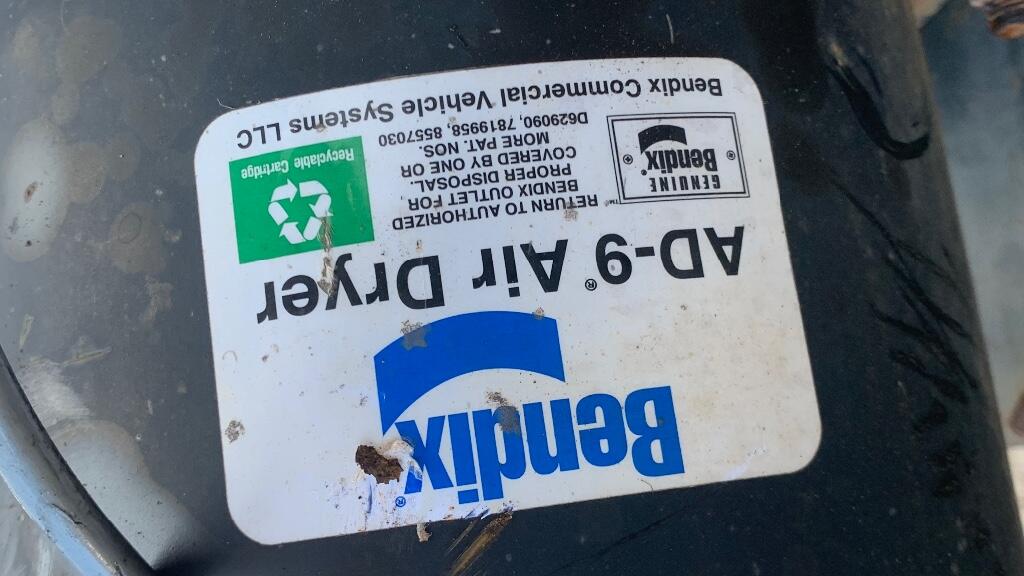 Bendix®
AD-9® Air Dryer
GENUINE
Bendix
® ®
™
RETURN TO AUTHORIZED
BENDIX OUTLET FOR
PROPER DISPOSAL.
COVERED BY ONE OR
MORE PAT. NOS.
D629090, 7819958, 8557030
Recyclable Cartridge
Bendix Commercial Vehicle Systems LLC